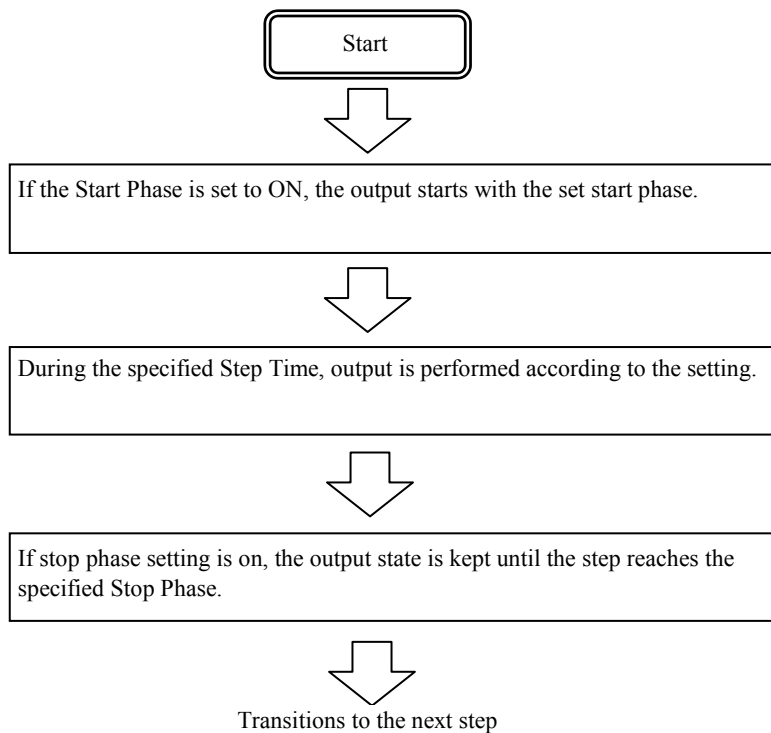 Start
If the Start Phase is set to ON, the output starts with the set start phase.
During the specified Step Time, output is performed according to the setting.
If stop phase setting is on, the output state is kept until the step reaches the
specified Stop Phase.
Transitions to the next step